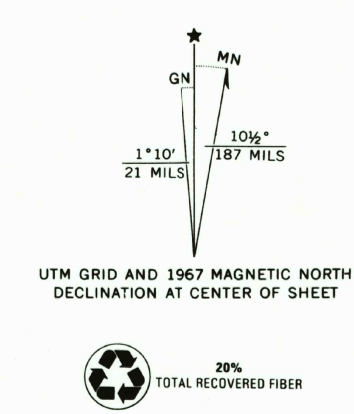 MN
GN
10½°
187 MILS
1°10'
21 MILS
UTM GRID AND 1967 MAGNETIC NORTH
DECLINATION AT CENTER OF SHEET
20%
TOTAL RECOVERED FIBER